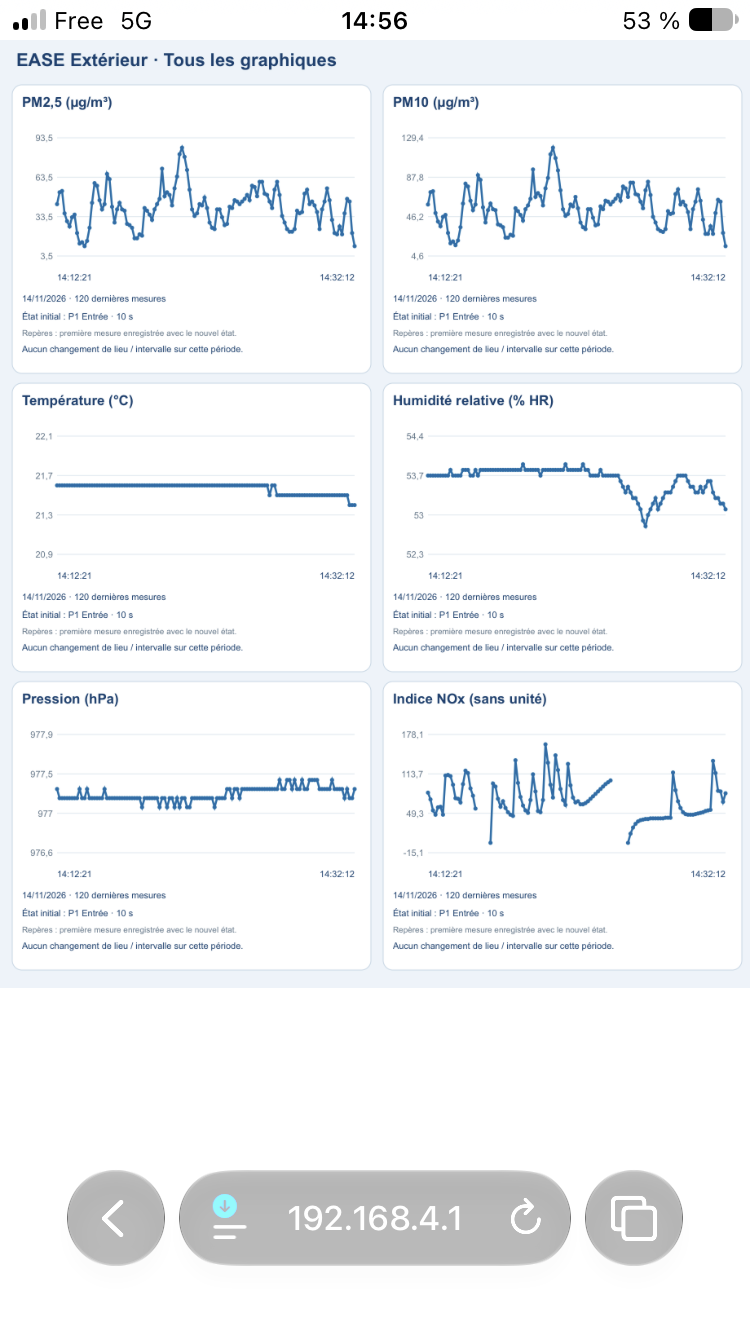 Free 5G 14:56 53 %
EASE Extérieur · Tous les graphiques
PM2,5 (µg/m³)
93,5
63,5
33,5
3,5
14:12:21 14:32:12
14/11/2026 · 120 dernières mesures
État initial : P1 Entrée · 10 s
Repères : première mesure enregistrée avec le nouvel état.
Aucun changement de lieu / intervalle sur cette période.
PM10 (µg/m³)
129,4
87,8
46,2
4,6
14:12:21 14:32:12
14/11/2026 · 120 dernières mesures
État initial : P1 Entrée · 10 s
Repères : première mesure enregistrée avec le nouvel état.
Aucun changement de lieu / intervalle sur cette période.
Température (°C)
22,1
21,7
21,3
20,9
14:12:21 14:32:12
14/11/2026 · 120 dernières mesures
État initial : P1 Entrée · 10 s
Repères : première mesure enregistrée avec le nouvel état.
Aucun changement de lieu / intervalle sur cette période.
Humidité relative (% HR)
54,4
53,7
53
52,3
14:12:21 14:32:12
14/11/2026 · 120 dernières mesures
État initial : P1 Entrée · 10 s
Repères : première mesure enregistrée avec le nouvel état.
Aucun changement de lieu / intervalle sur cette période.
Pression (hPa)
977,9
977,5
977
976,6
14:12:21 14:32:12
14/11/2026 · 120 dernières mesures
État initial : P1 Entrée · 10 s
Repères : première mesure enregistrée avec le nouvel état.
Aucun changement de lieu / intervalle sur cette période.
Indice NOx (sans unité)
178,1
113,7
49,3
-15,1
14:12:21 14:32:12
14/11/2026 · 120 dernières mesures
État initial : P1 Entrée · 10 s
Repères : première mesure enregistrée avec le nouvel état.
Aucun changement de lieu / intervalle sur cette période.
192.168.4.1